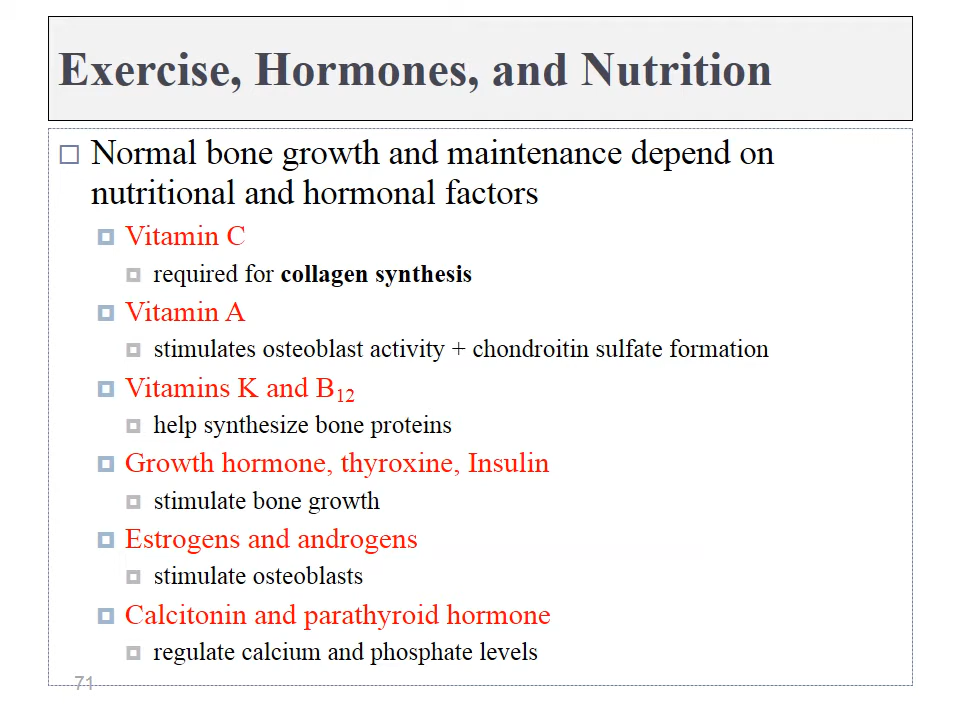 Exercise, Hormones, and Nutrition
Normal bone growth and maintenance depend on
nutritional and hormonal factors
Vitamin C
required for collagen synthesis
Vitamin A
stimulates osteoblast activity + chondroitin sulfate formation
Vitamins K and B12
help synthesize bone proteins
Growth hormone, thyroxine, Insulin
stimulate bone growth
Estrogens and androgens
stimulate osteoblasts
Calcitonin and parathyroid hormone
regulate calcium and phosphate levels
71